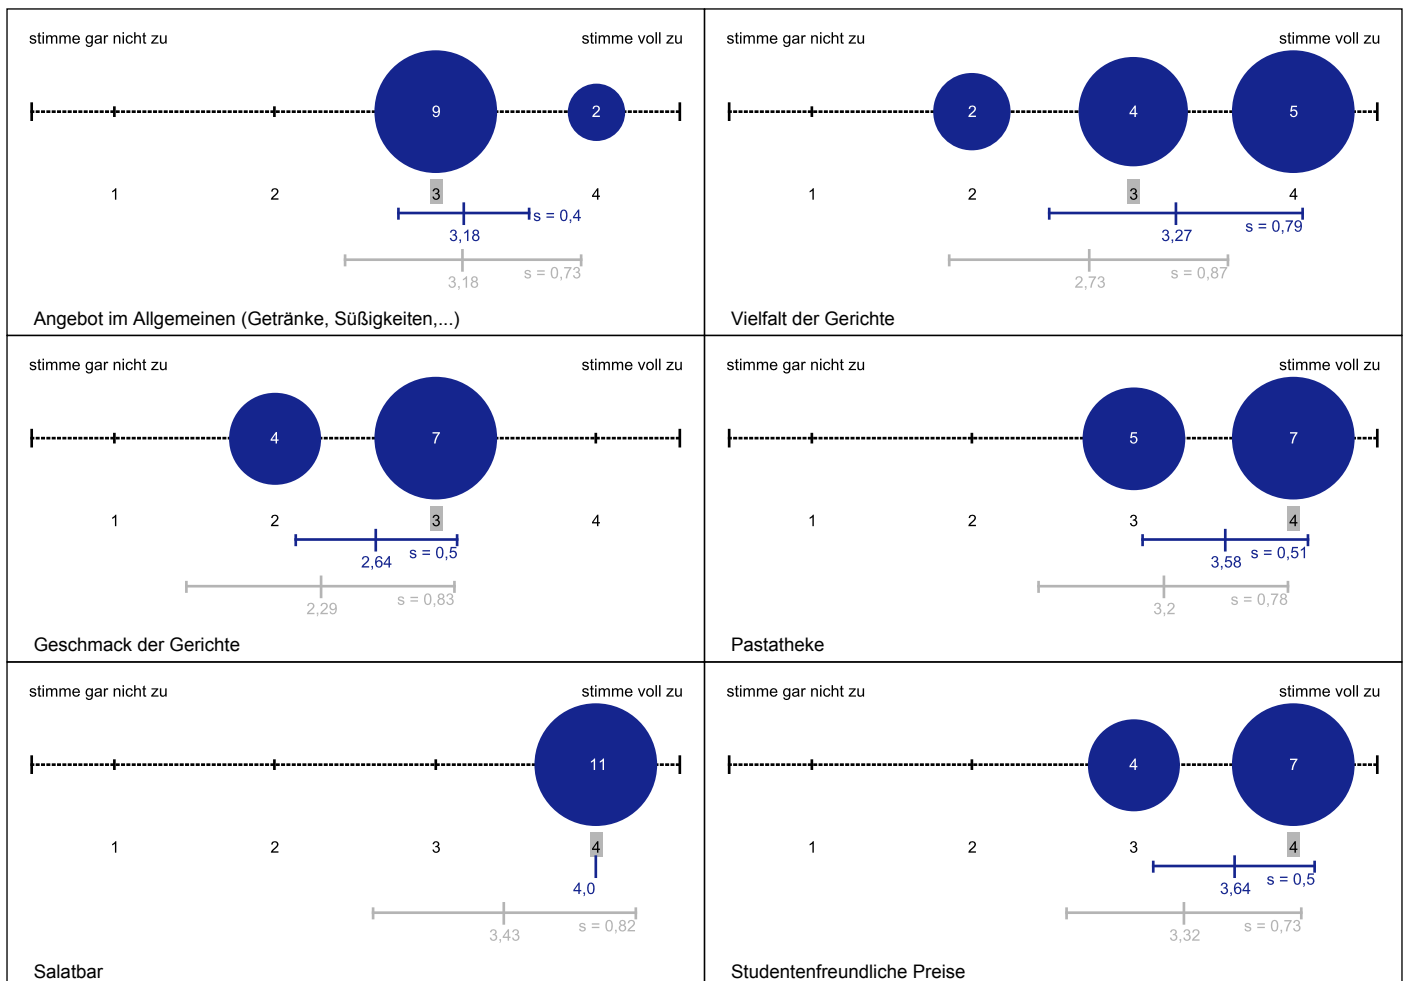 stimme gar nicht zu stimme voll zu
9 2
1 2 3 4
s = 0,4
3,18
s = 0,73
3,18
Angebot im Allgemeinen (Getränke, Süßigkeiten,...)
stimme gar nicht zu stimme voll zu
2 4 5
1 2 3 4
s = 0,79
3,27
s = 0,87
2,73
Vielfalt der Gerichte
stimme gar nicht zu stimme voll zu
4 7
1 2 3 4
s = 0,5
2,64
s = 0,83
2,29
Geschmack der Gerichte
stimme gar nicht zu stimme voll zu
5 7
1 2 3 4
s = 0,51
3,58
s = 0,78
3,2
Pastatheke
stimme gar nicht zu stimme voll zu
11
1 2 3 4
4,0
s = 0,82
3,43
Salatbar
stimme gar nicht zu stimme voll zu
4 7
1 2 3 4
s = 0,5
3,64
s = 0,73
3,32
Studentenfreundliche Preise